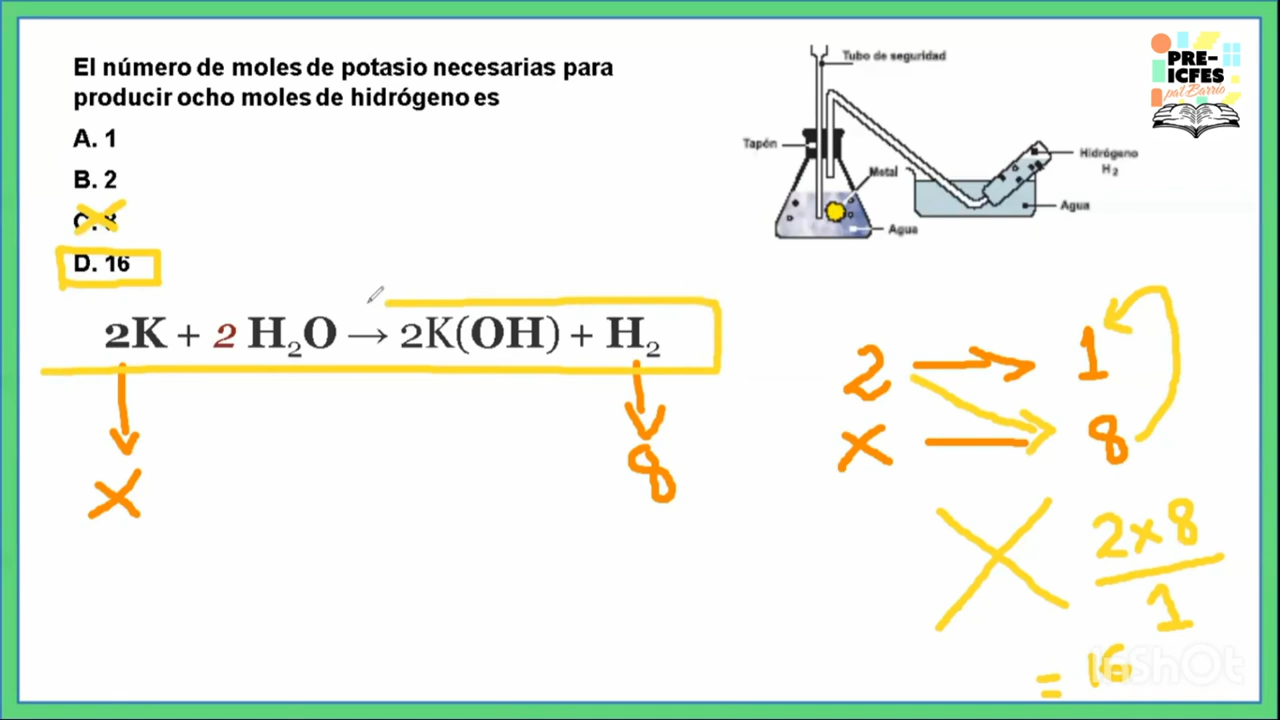 El número de moles de potasio necesarias para
producir ocho moles de hidrógeno es
A. 1
B. 2
C. 8
D. 16
2K + 2 H₂O → 2K(OH) + H₂
x
8
Tubo de seguridad
Tapón
Metal
Agua
Hidrógeno
H₂
Agua
PRE-
ICFES
pal Barrio
2 → 1
x — 8
X 2x8
1
= 16
InShOt